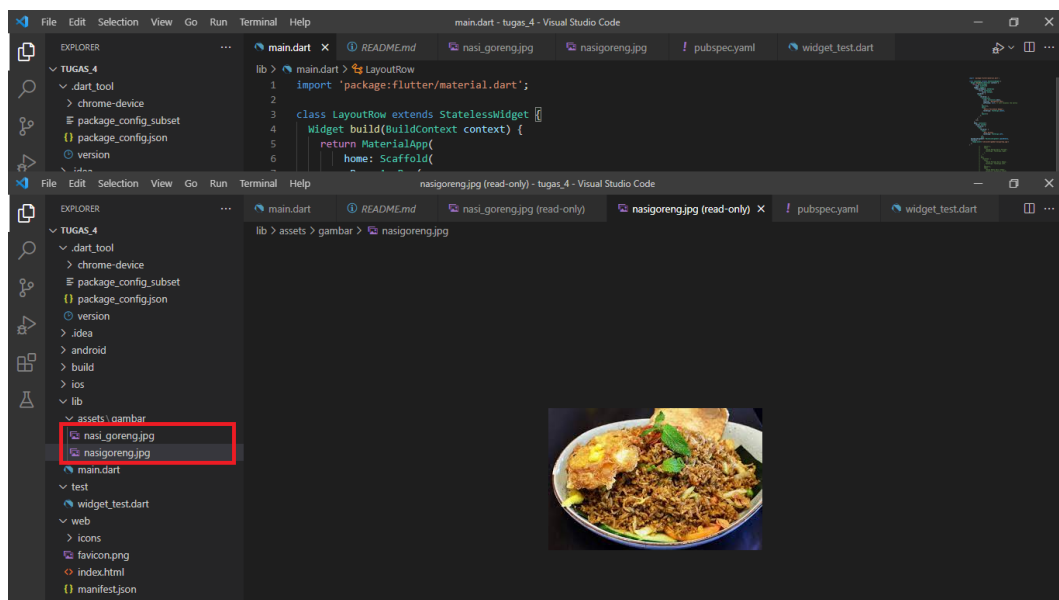 File Edit Selection View Go Run Terminal Help main.dart - tugas_4 - Visual Studio Code
EXPLORER ··· main.dart README.md nasi_goreng.jpg nasigoreng.jpg ! pubspec.yaml widget_test.dart
TUGAS_4 lib > main.dart > LayoutRow
.dart_tool 1 import 'package:flutter/material.dart';
chrome-device 2
package_config_subset 3 class LayoutRow extends StatelessWidget {
{} package_config.json 4 Widget build(BuildContext context) {
version 5 return MaterialApp(
6 home: Scaffold(
File Edit Selection View Go Run Terminal Help nasigoreng.jpg (read-only) - tugas_4 - Visual Studio Code
EXPLORER ··· main.dart README.md nasi_goreng.jpg (read-only) nasigoreng.jpg (read-only) ! pubspec.yaml widget_test.dart
TUGAS_4 lib > assets > gambar > nasigoreng.jpg
.dart_tool
chrome-device
package_config_subset
{} package_config.json
version
.idea
android
build
ios
lib
assets \ gambar
nasi_goreng.jpg
nasigoreng.jpg
main.dart
test
widget_test.dart
web
icons
favicon.png
index.html
{} manifest.json